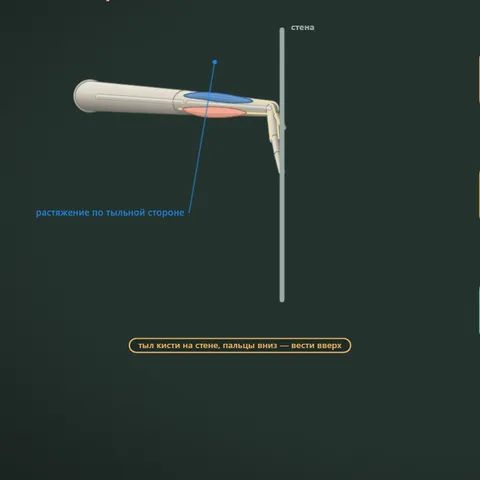 стена
растяжение по тыльной стороне
тыл кисти на стене, пальцы вниз — вести вверх